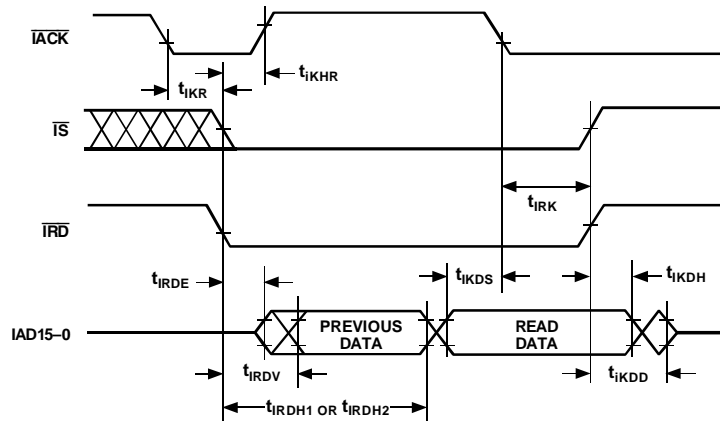 IACK
tIKR
tiKHR
IS
tIRK
IRD
tIRDE
tIKDS
tIKDH
IAD15–0
PREVIOUS
DATA
READ
DATA
tIRDV
tiKDD
tIRDH1 OR tIRDH2